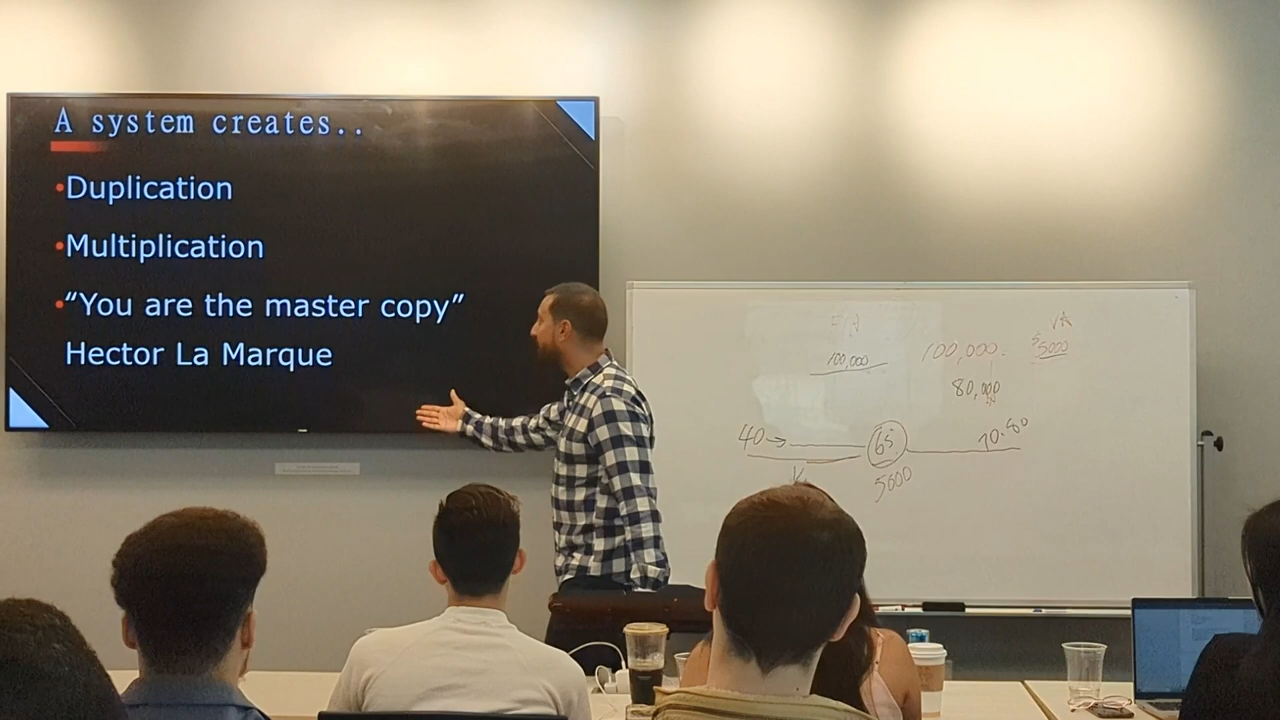 A system creates..
•Duplication
•Multiplication
•“You are the master copy”
Hector La Marque
100,000
100,000.
$5000
80,000
40 →
65
70.80
5600